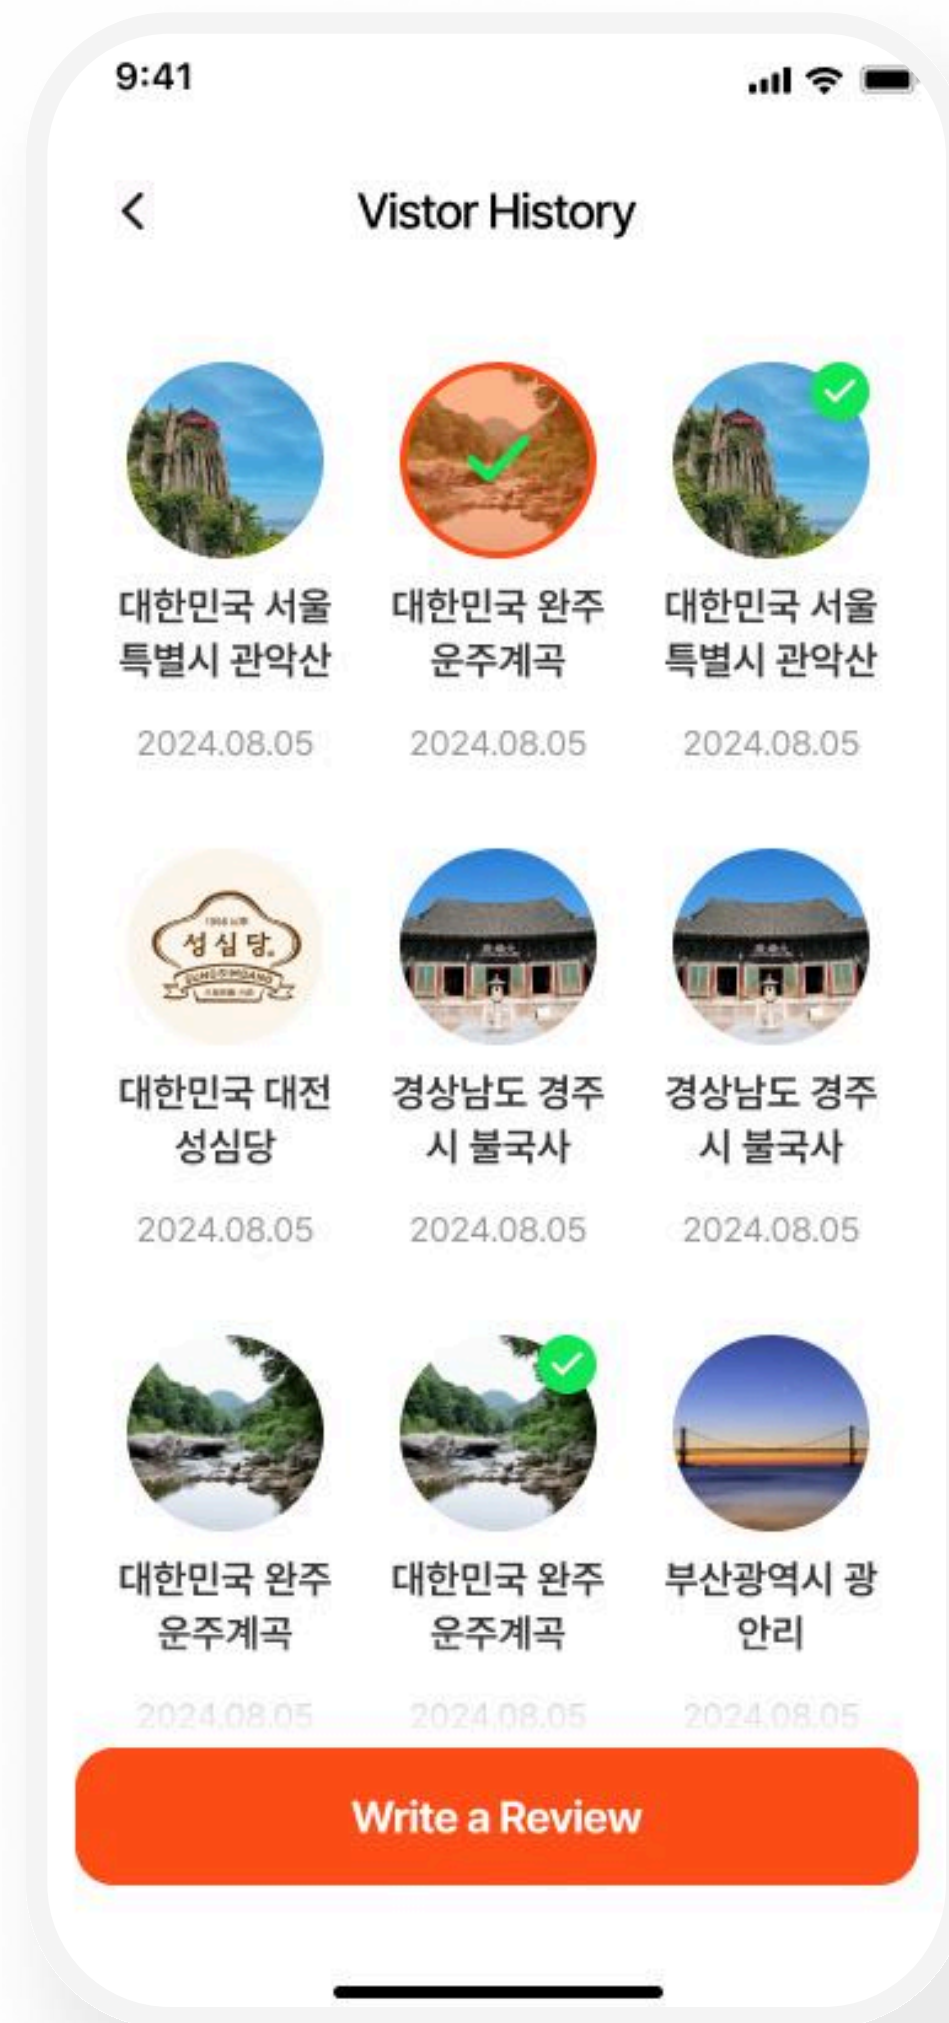 9:41
Vistor History
대한민국 서울
특별시 관악산
2024.08.05
대한민국 완주
운주계곡
2024.08.05
대한민국 서울
특별시 관악산
2024.08.05
성심당
SUNGSIMDANG
대한민국 대전
성심당
2024.08.05
경상남도 경주
시 불국사
2024.08.05
경상남도 경주
시 불국사
2024.08.05
대한민국 완주
운주계곡
2024.08.05
대한민국 완주
운주계곡
2024.08.05
부산광역시 광
안리
2024.08.05
Write a Review